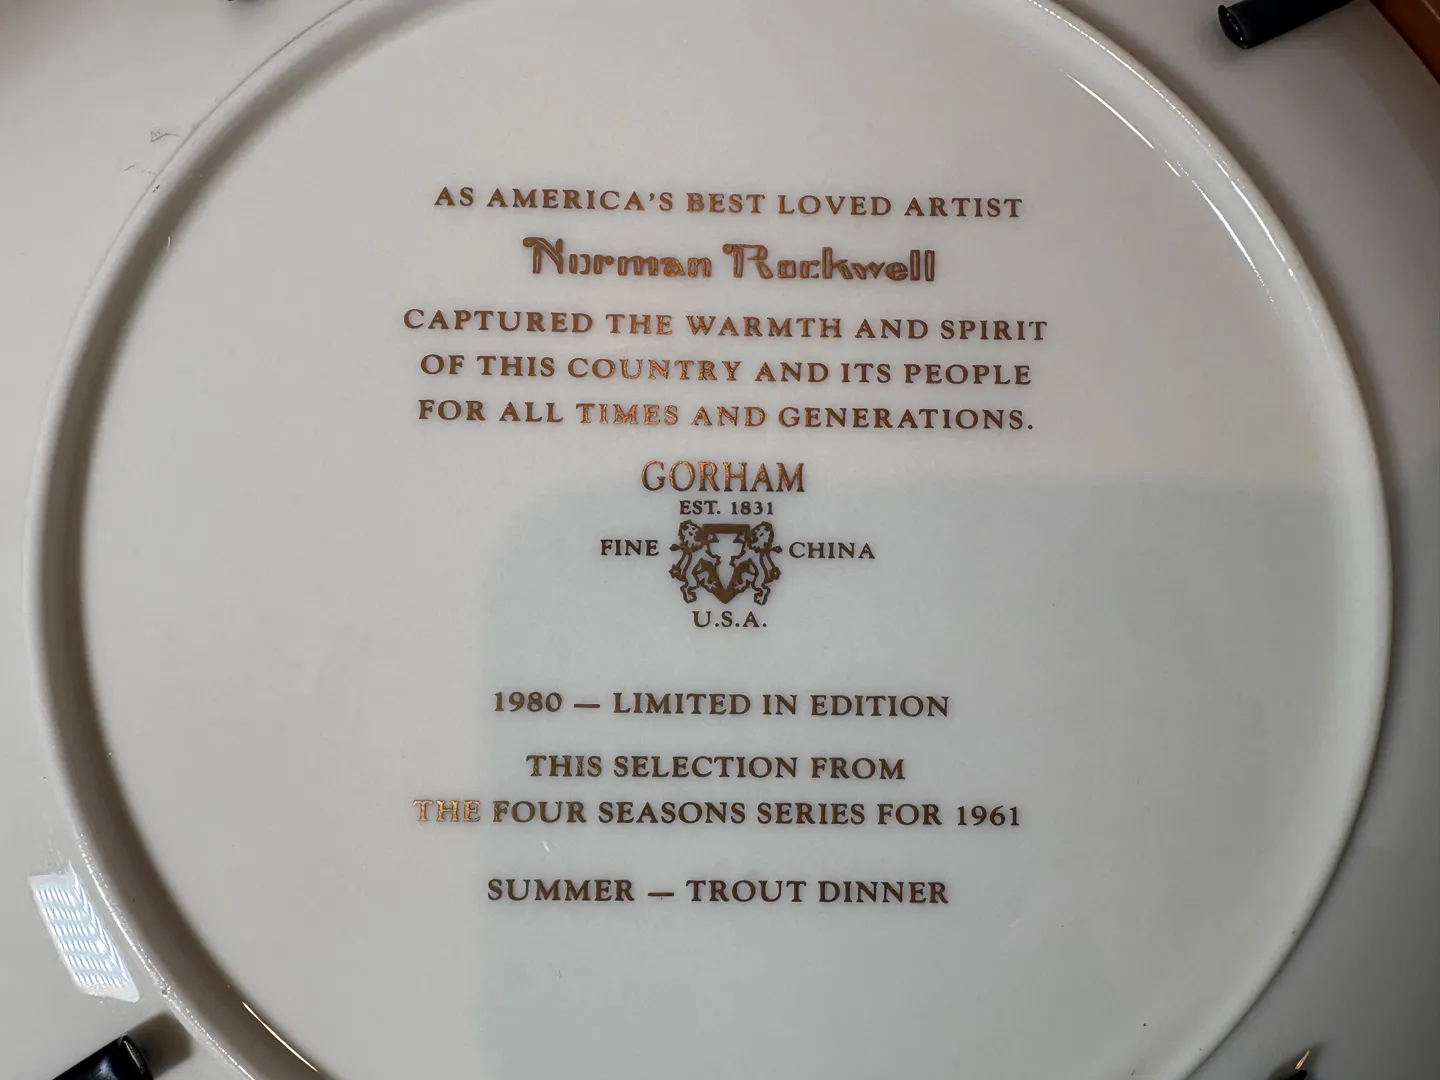 AS AMERICA'S BEST LOVED ARTIST
Norman Rockwell
CAPTURED THE WARMTH AND SPIRIT
OF THIS COUNTRY AND ITS PEOPLE
FOR ALL TIMES AND GENERATIONS.
GORHAM
EST. 1831
FINE CHINA
U.S.A.
1980 — LIMITED IN EDITION
THIS SELECTION FROM
THE FOUR SEASONS SERIES FOR 1961
SUMMER — TROUT DINNER